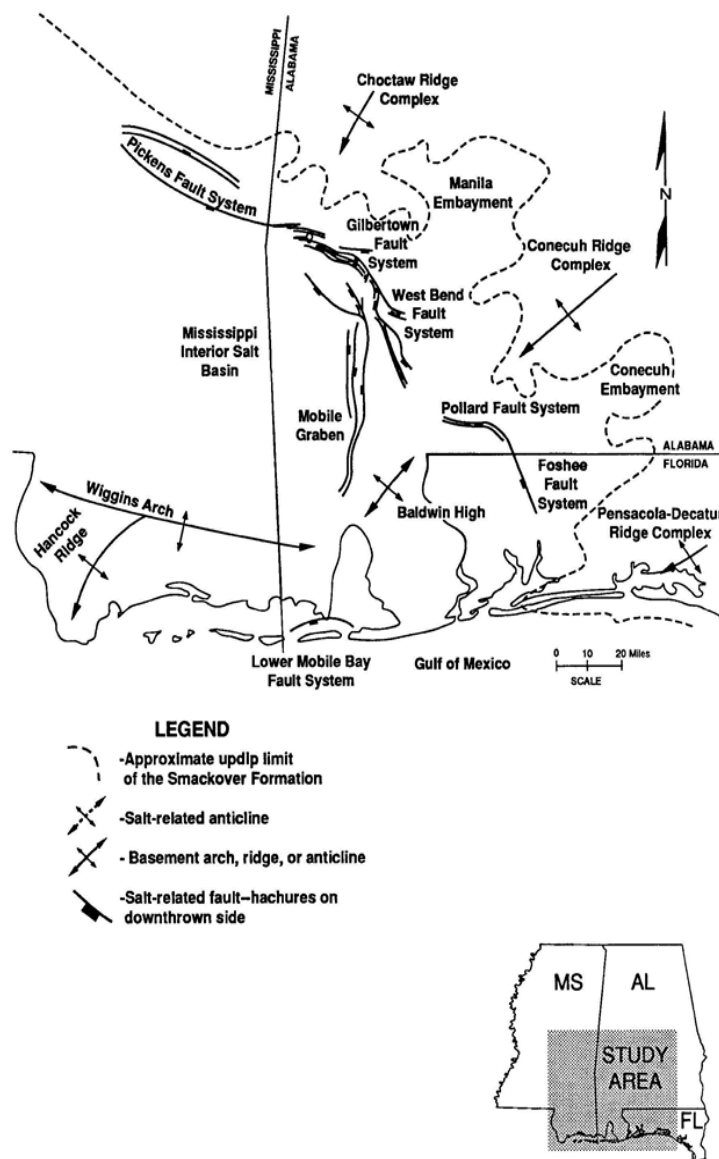 MISSISSIPPI
ALABAMA
Choctaw Ridge
Complex
Pickens Fault System
Manila
Embayment
N
Gilbertown
Fault
System
Conecuh Ridge
Complex
West Bend
Fault
System
Mississippi
Interior Salt
Basin
Conecuh
Embayment
Mobile
Graben
Pollard Fault System
ALABAMA
FLORIDA
Foshee
Fault
System
Wiggins Arch
Baldwin High
Hancock
Ridge
Pensacola-Decatur
Ridge Complex
Lower Mobile Bay
Fault System
Gulf of Mexico
0 10 20 Miles
SCALE
LEGEND
-Approximate updip limit
of the Smackover Formation
-Salt-related anticline
- Basement arch, ridge, or anticline
-Salt-related fault--hachures on
downthrown side
MS
AL
STUDY
AREA
FL